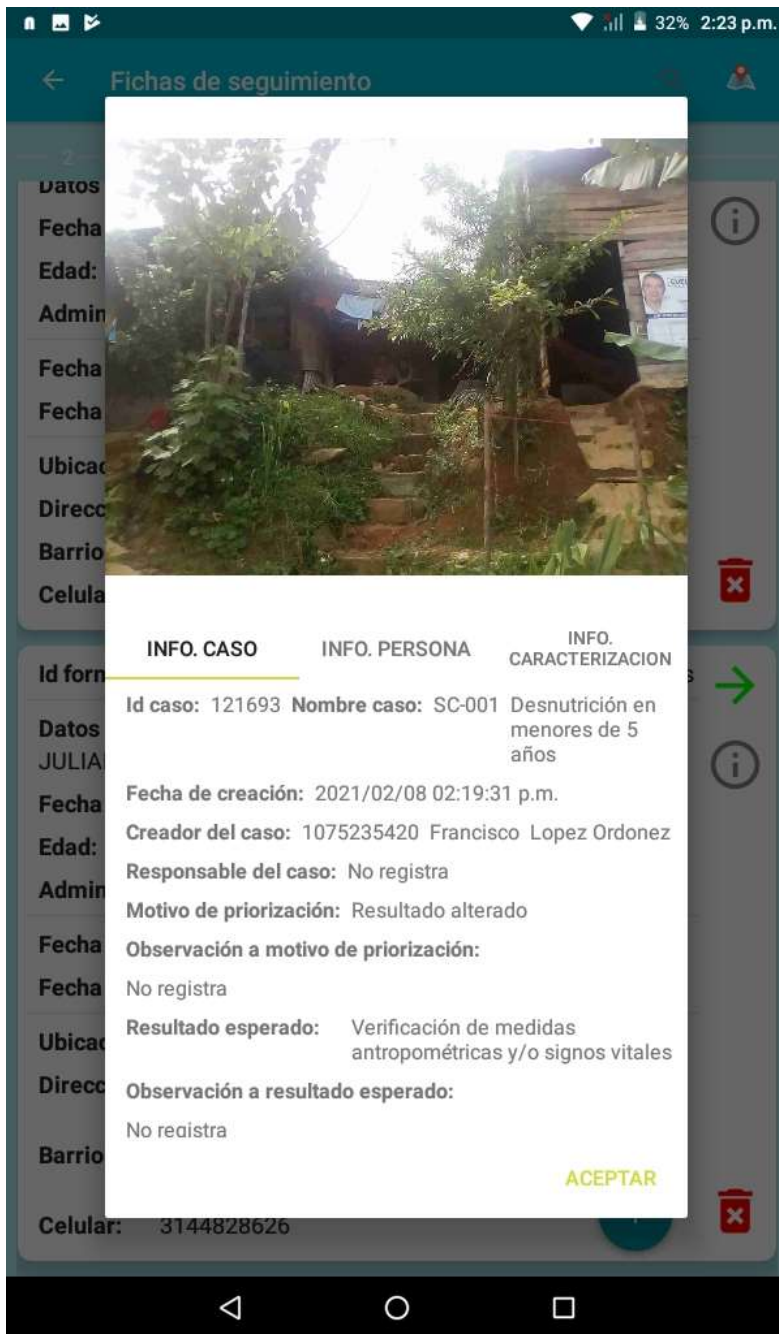 32% 2:23 p.m.
Fichas de seguimiento
2
Datos
Fecha
Edad:
Admin
Fecha
Fecha
Ubicac
Direcc
Barrio
Celula
INFO. CASO INFO. PERSONA INFO. CARACTERIZACION
Id form
Id caso: 121693 Nombre caso: SC-001 Desnutrición en
menores de 5
años
Datos
JULIA
Fecha de creación: 2021/02/08 02:19:31 p.m.
Fecha
Creador del caso: 1075235420 Francisco Lopez Ordonez
Edad:
Responsable del caso: No registra
Admin
Motivo de priorización: Resultado alterado
Observación a motivo de priorización:
Fecha
No registra
Fecha
Resultado esperado: Verificación de medidas
antropométricas y/o signos vitales
Ubicac
Observación a resultado esperado:
Direcc
No registra
Barrio
ACEPTAR
Celular: 3144828626